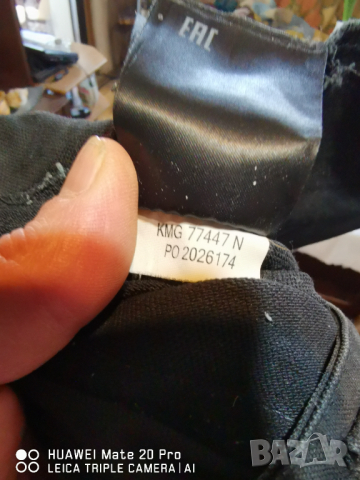 EAC
KMG 77447 N
PO 2026174
HUAWEI Mate 20 Pro
LEICA TRIPLE CAMERA | AI
BAZAR